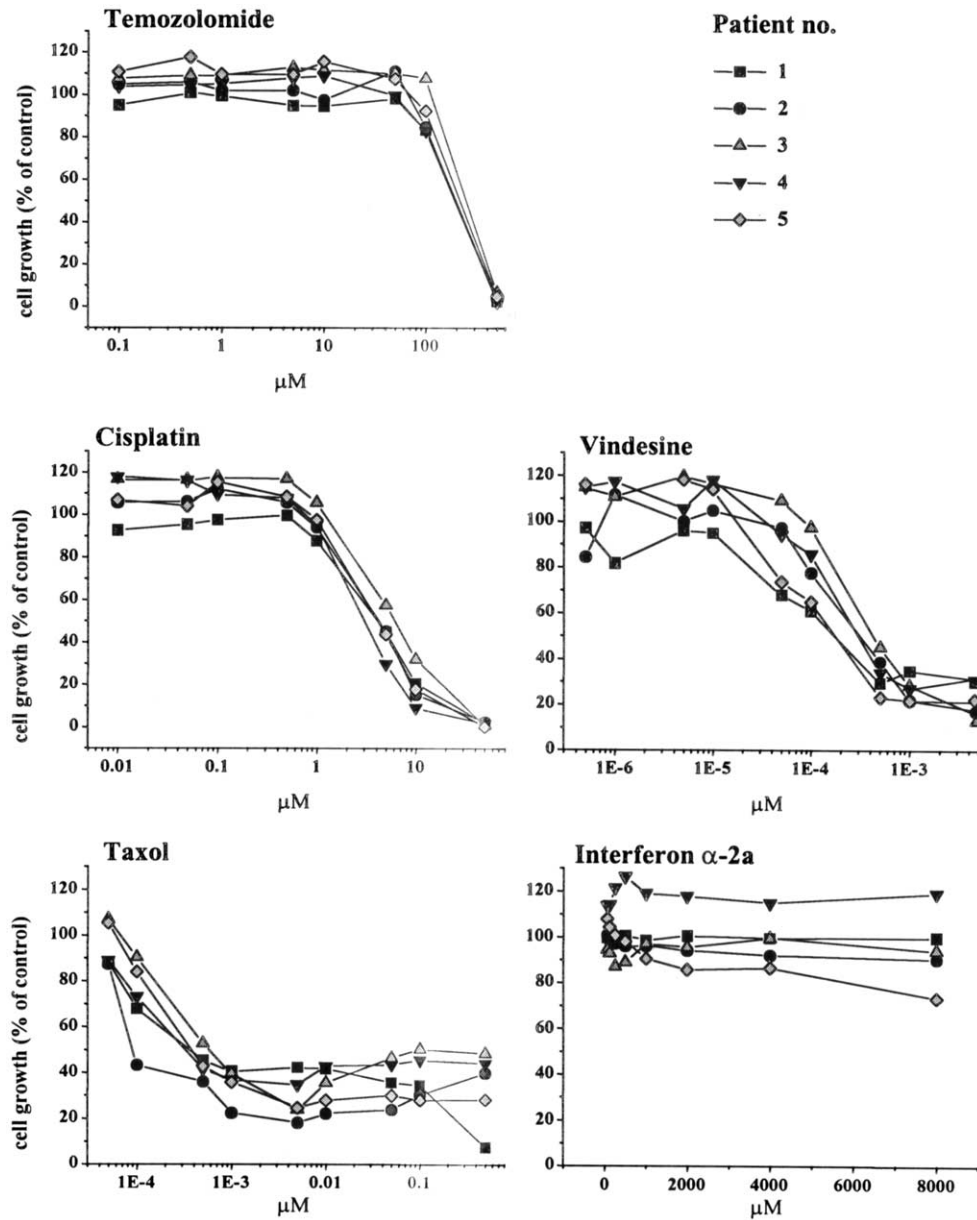 Temozolomide
Patient no.
1
2
3
4
5
cell growth (% of control)
120
100
80
60
40
20
0
0.1 1 10 100
μM
Cisplatin
cell growth (% of control)
120
100
80
60
40
20
0
0.01 0.1 1 10
μM
Vindesine
120
100
80
60
40
20
0
1E-6 1E-5 1E-4 1E-3
μM
Taxol
cell growth (% of control)
120
100
80
60
40
20
0
1E-4 1E-3 0.01 0.1
μM
Interferon α-2a
120
100
80
60
40
20
0
0 2000 4000 6000 8000
μM